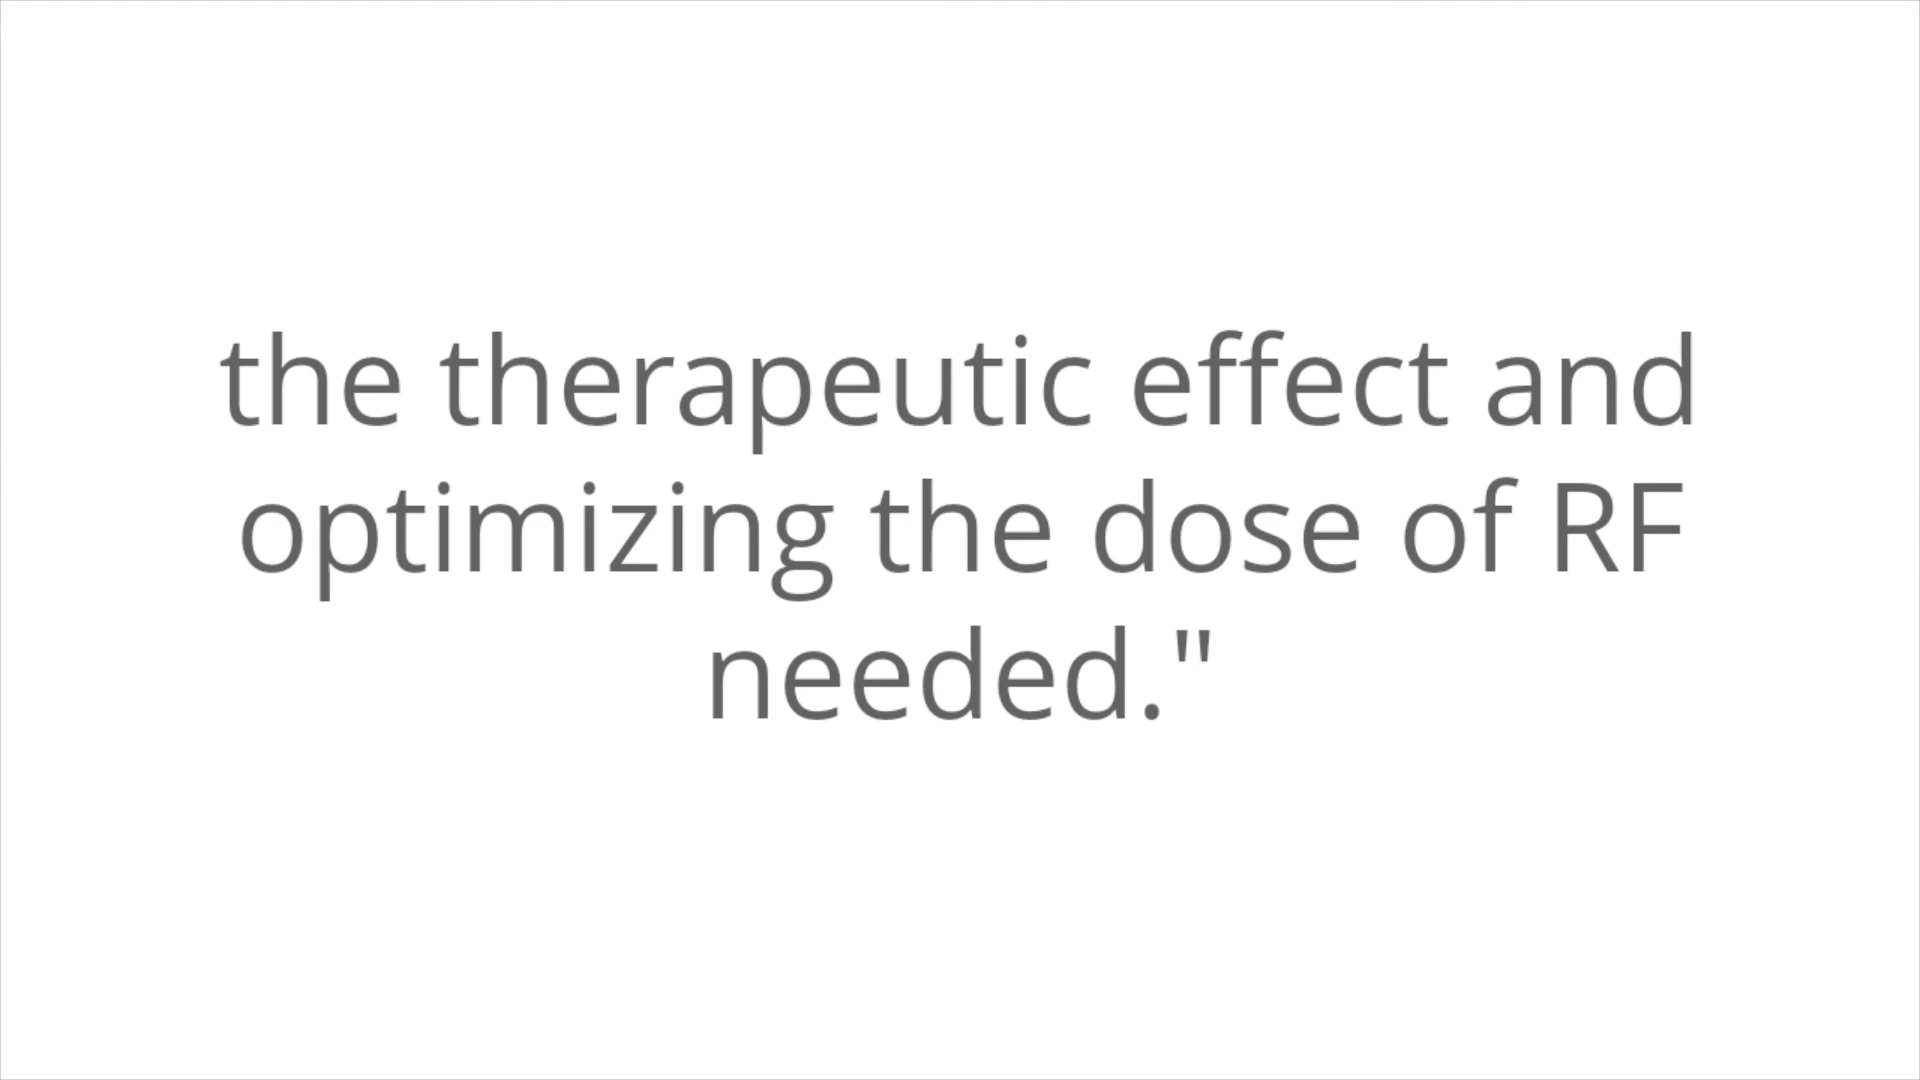 the therapeutic effect and
optimizing the dose of RF
needed."